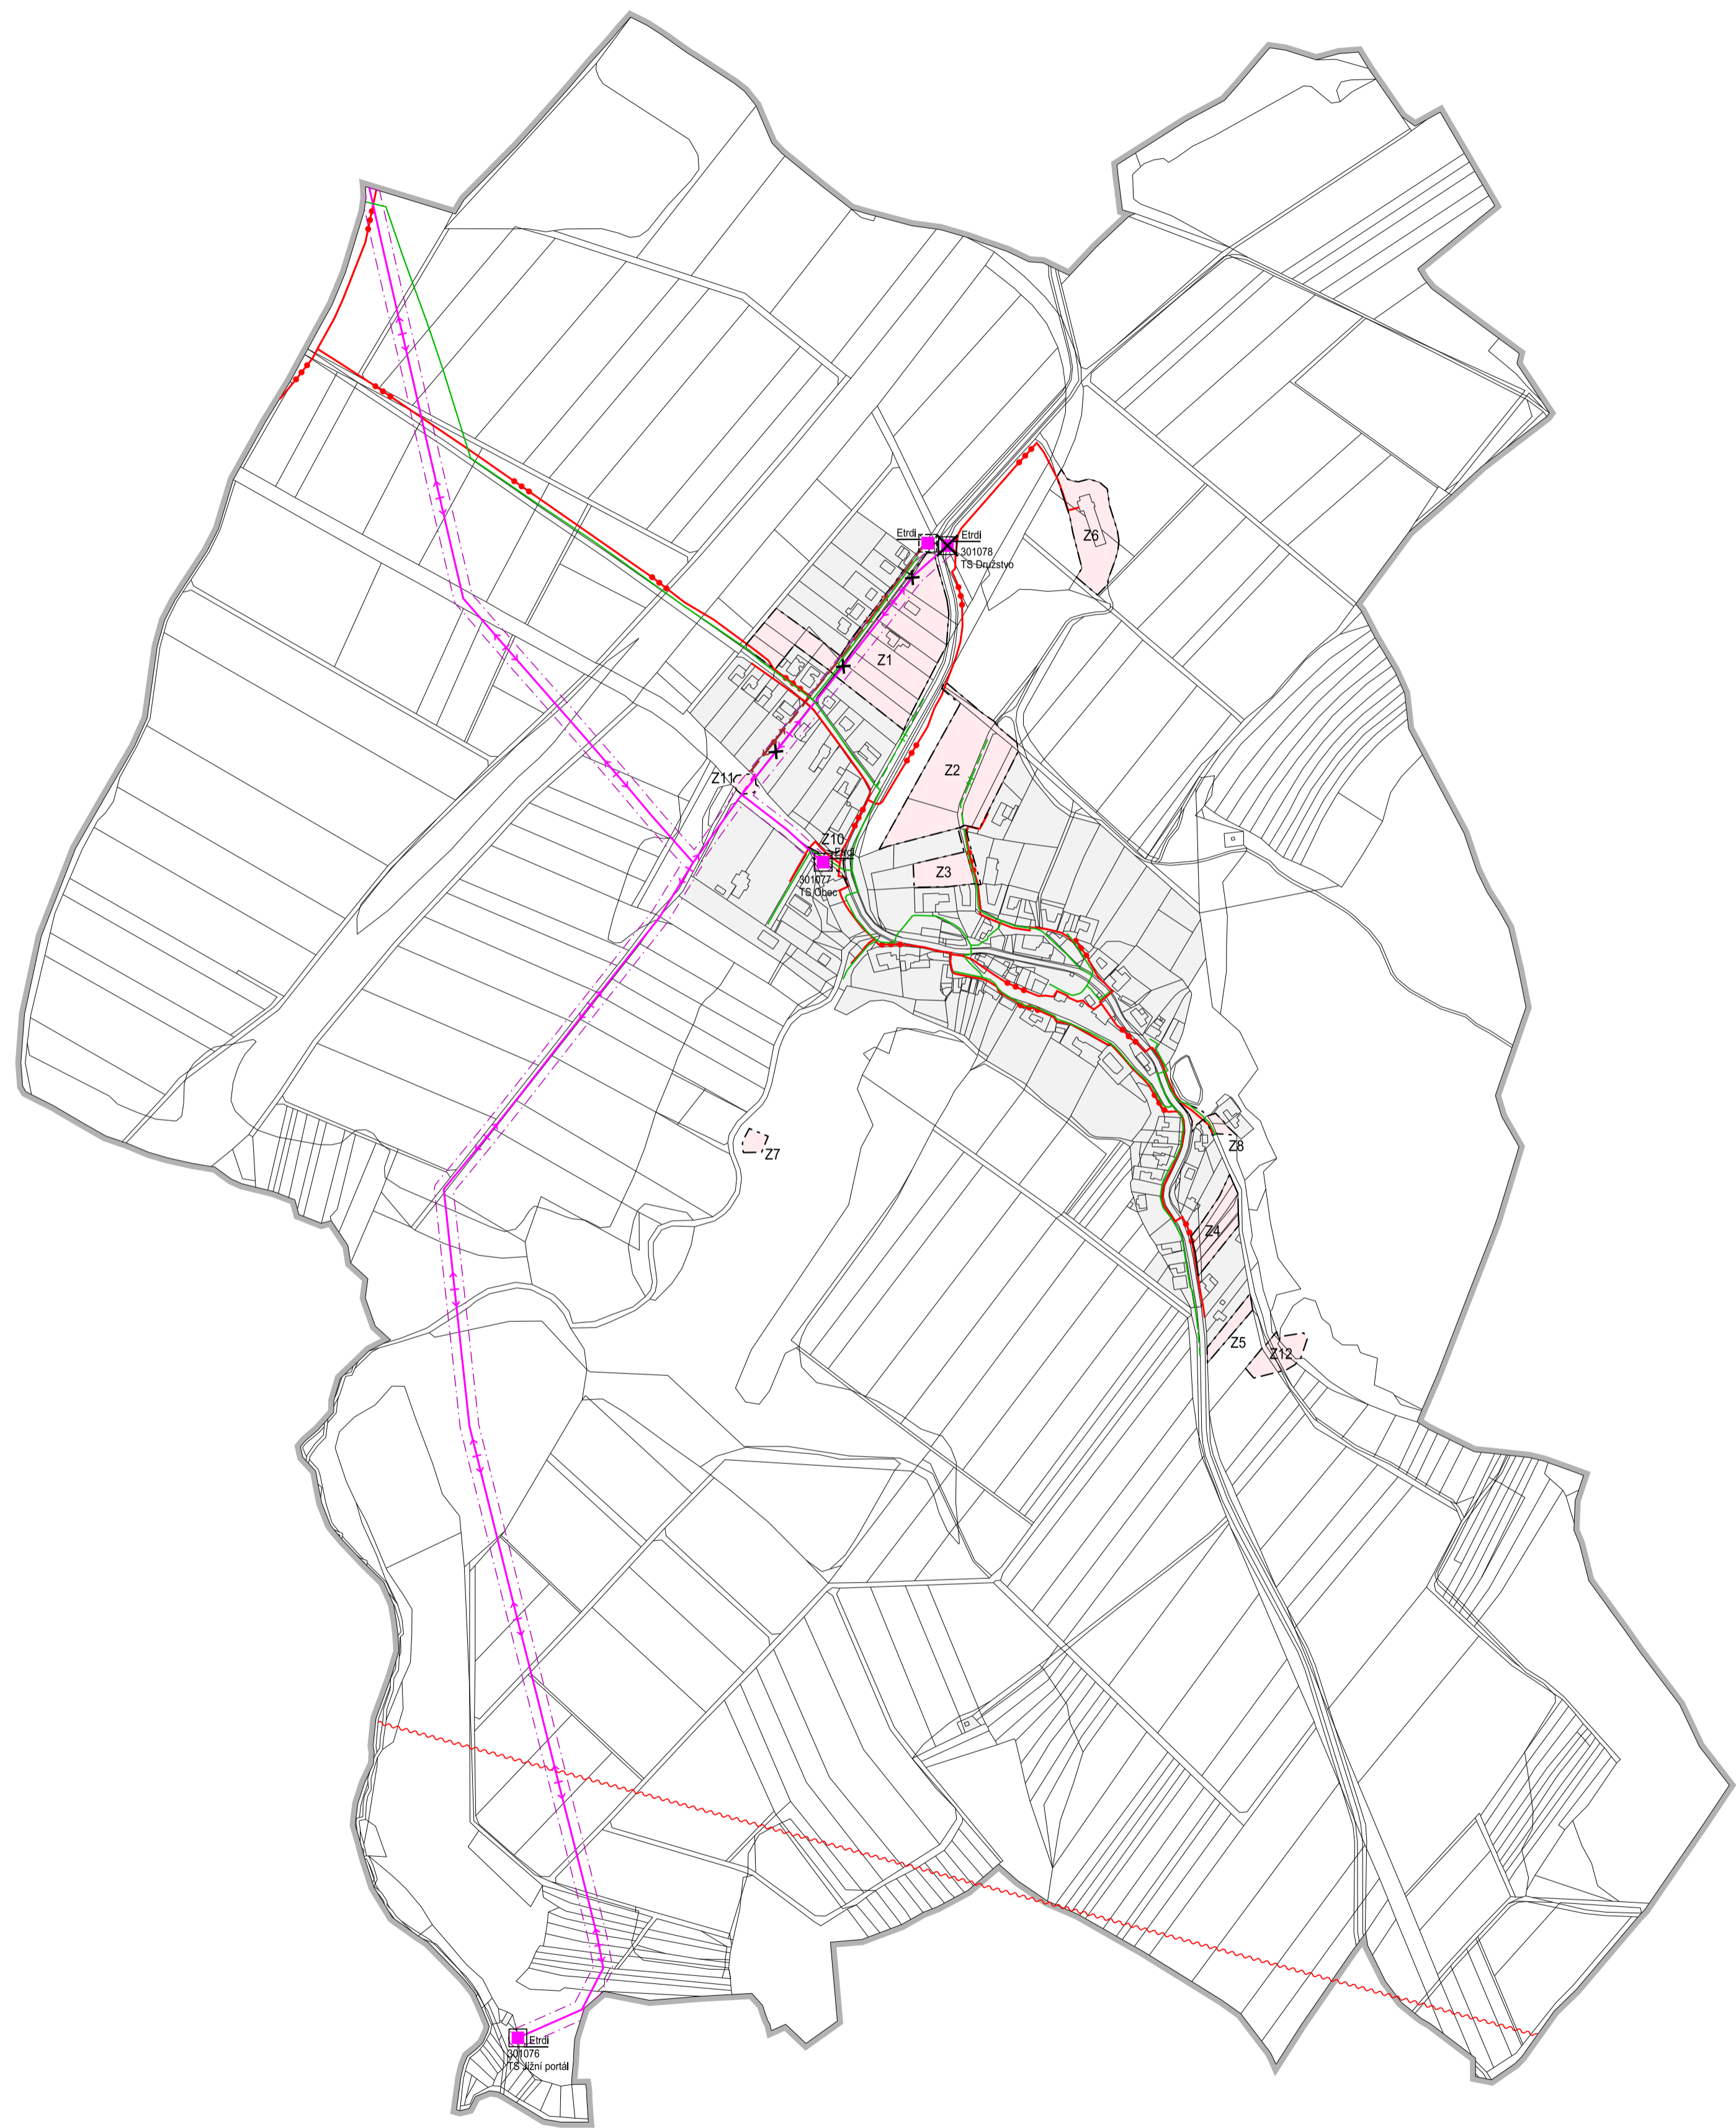 Etrdi
Etrdi
301078
TS Družstvo
Z6
Z1
Z2
Z11
Z10
Etrdi
301077
TS Obec
Z3
Z7
Z8
Z4
Z5
Z12
Etrdi
301076
TS Jižní portál